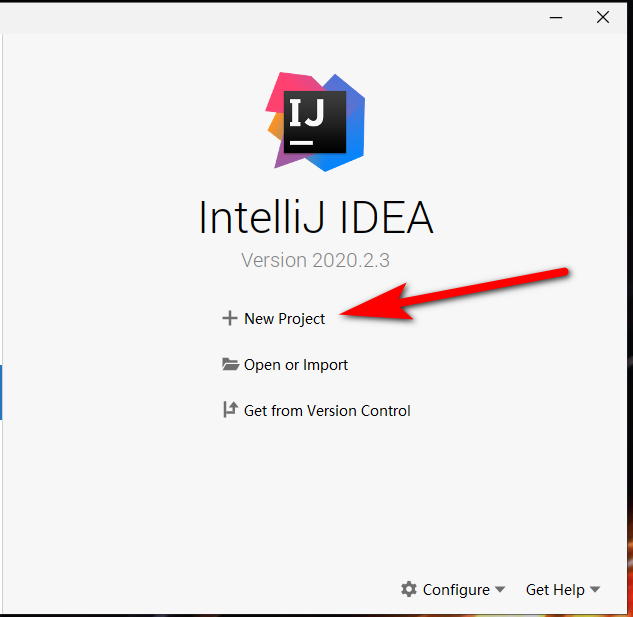 IJ
IntelliJ IDEA
Version 2020.2.3
New Project
Open or Import
Get from Version Control
Configure Get Help